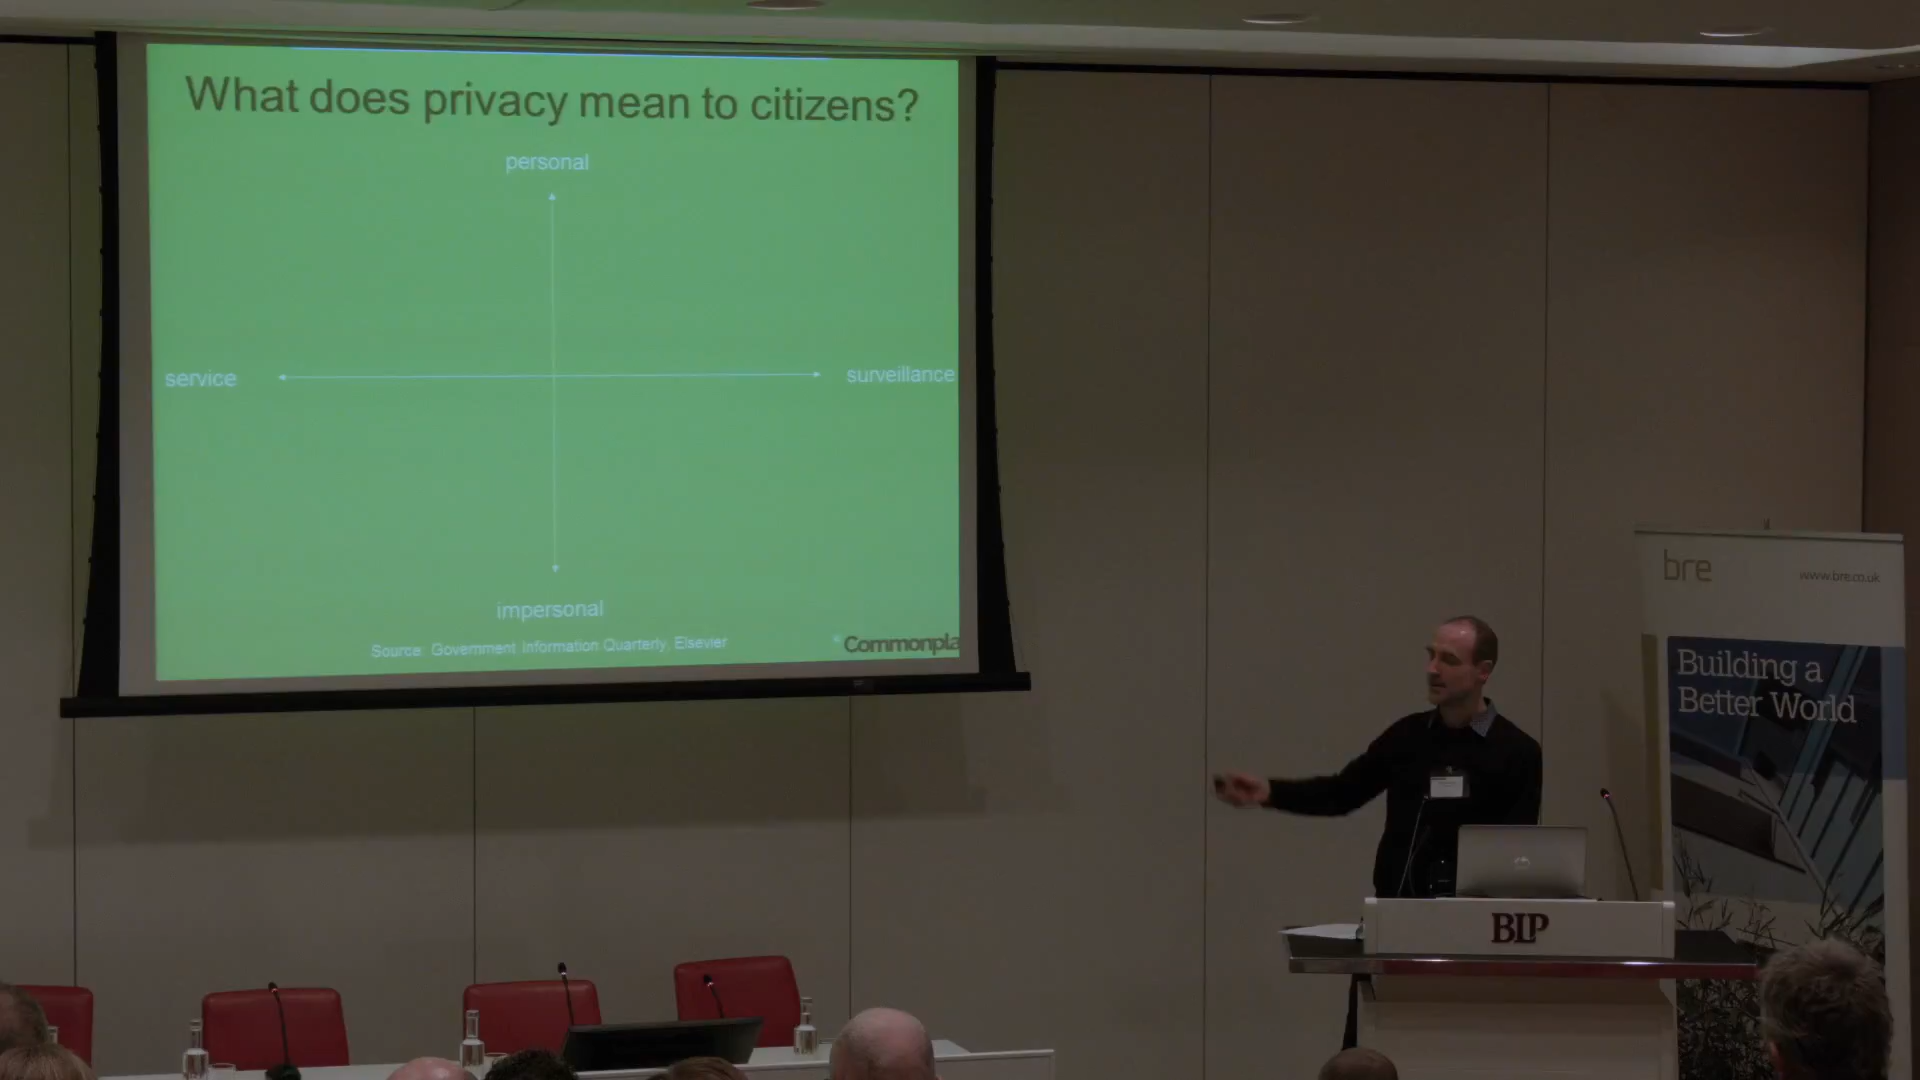 What does privacy mean to citizens?
personal
service
surveillance
impersonal
Source: Government Information Quarterly, Elsevier
Commonpla
bre
www.bre.co.uk
Building a
Better World
BLP